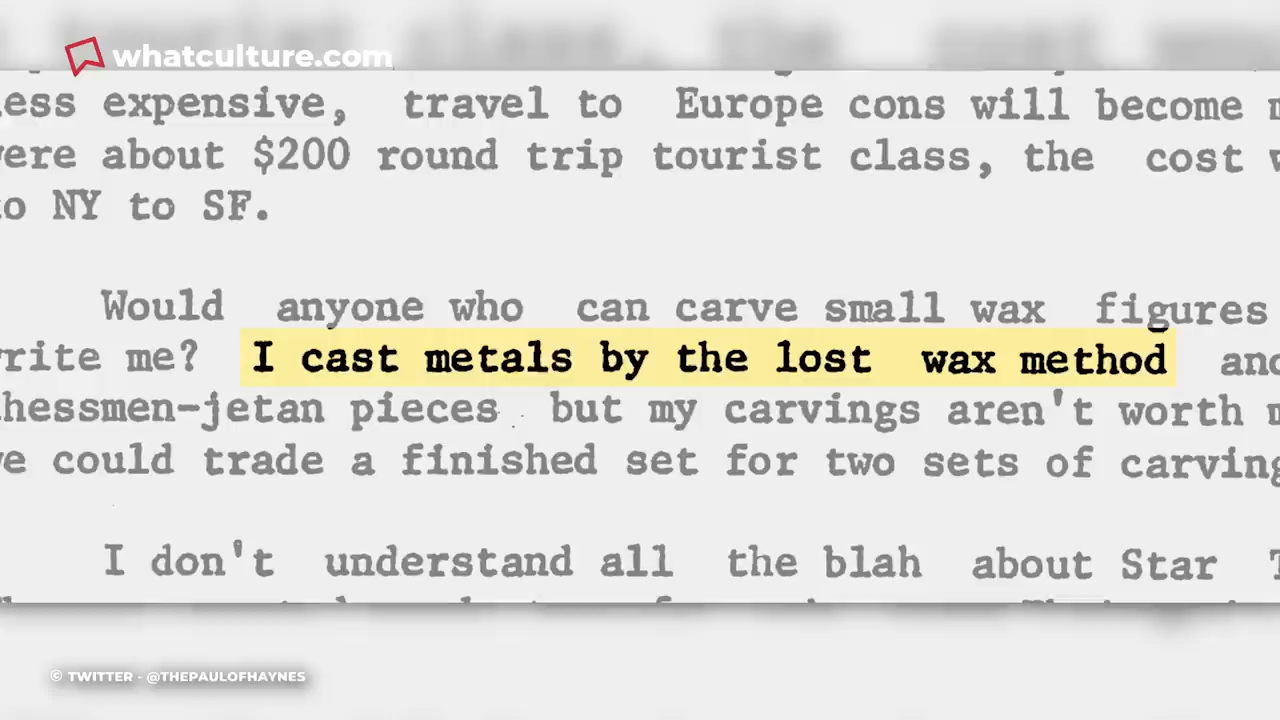 whatculture.com
less expensive, travel to Europe cons will become
were about $200 round trip tourist class, the cost
to NY to SF.
Would anyone who can carve small wax figures
write me? I cast metals by the lost wax method and
chessmen-jetan pieces but my carvings aren't worth
we could trade a finished set for two sets of carving
I don't understand all the blah about Star
© TWITTER - @THEPAULOFHAYNES